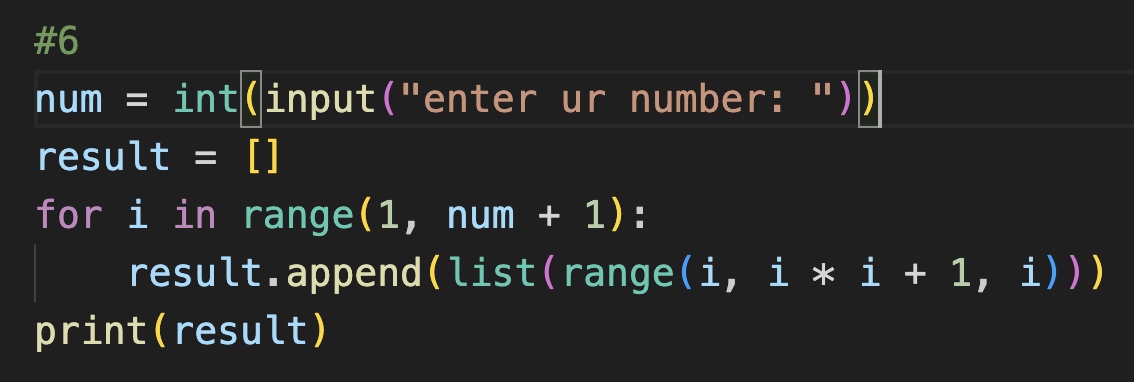 #6
num = int(input("enter ur number: "))
result = []
for i in range(1, num + 1):
    result.append(list(range(i, i * i + 1, i)))
print(result)